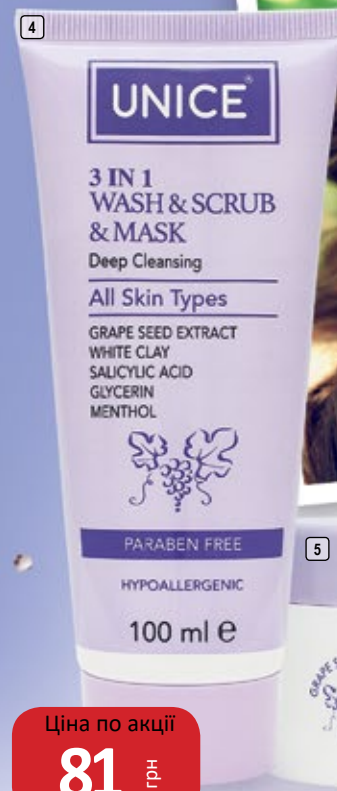 4
UNICE®
3 IN 1
WASH & SCRUB
& MASK
Deep Cleansing
All Skin Types
GRAPE SEED EXTRACT
WHITE CLAY
SALICYLIC ACID
GLYCERIN
MENTHOL
PARABEN FREE
HYPOALLERGENIC
100 ml e
5
GRAPE
Ціна по акції
81 грн